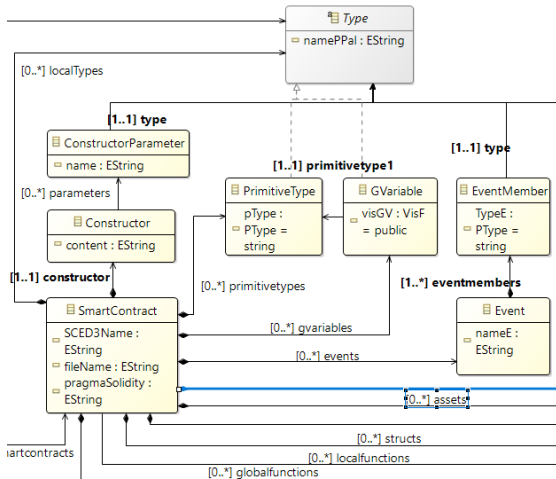 Type
namePPal : EString
[0..*] localTypes
[1..1] type
ConstructorParameter
name : EString
[0..*] parameters
Constructor
content : EString
[1..1] constructor
[1..1] primitivetype1
PrimitiveType
pType :
PType =
string
GVariable
visGV : VisF
= public
[1..1] type
EventMember
TypeE :
PType =
string
[0..*] primitivetypes
[1..*] eventmembers
SmartContract
SCED3Name :
EString
fileName : EString
pragmaSolidity :
EString
Event
nameE :
EString
[0..*] gvariables
[0..*] events
[0..*] assets
[0..*] structs
martcontracts
[0..*] localfunctions
[0..*] globalfunctions